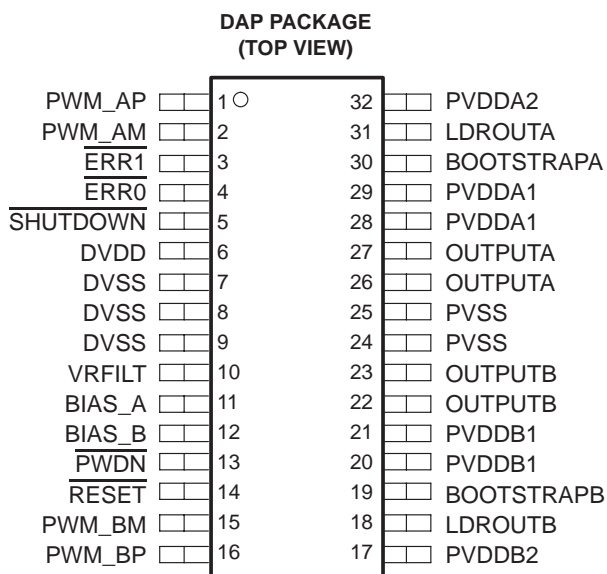 DAP PACKAGE
(TOP VIEW)
PWM_AP 1 32 PVDDA2
PWM_AM 2 31 LDROUTA
ERR1 3 30 BOOTSTRAPA
ERR0 4 29 PVDDA1
SHUTDOWN 5 28 PVDDA1
DVDD 6 27 OUTPUTA
DVSS 7 26 OUTPUTA
DVSS 8 25 PVSS
DVSS 9 24 PVSS
VRFILT 10 23 OUTPUTB
BIAS_A 11 22 OUTPUTB
BIAS_B 12 21 PVDDB1
PWDN 13 20 PVDDB1
RESET 14 19 BOOTSTRAPB
PWM_BM 15 18 LDROUTB
PWM_BP 16 17 PVDDB2